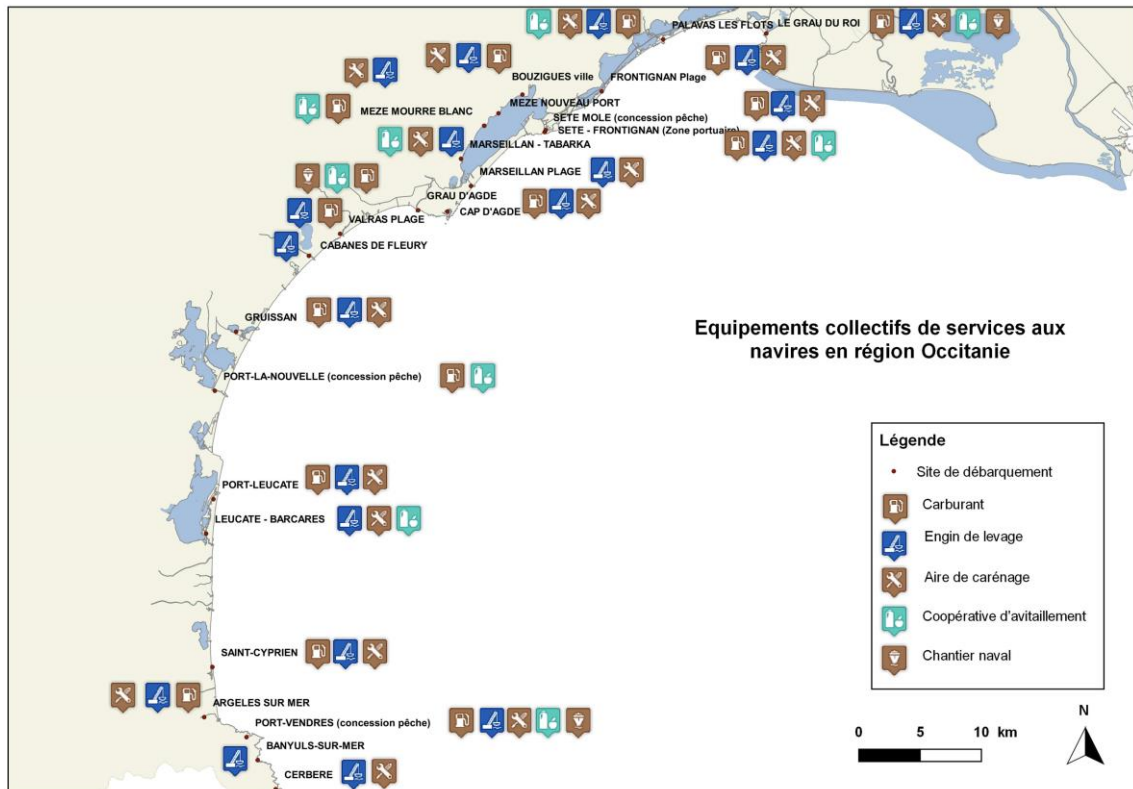 PALAVAS LES FLOTS
LE GRAU DU ROI
BOUZIGUES ville
FRONTIGNAN Plage
MEZE NOUVEAU PORT
MEZE MOURRE BLANC
SETE MOLE (concession pêche)
SETE - FRONTIGNAN (Zone portuaire)
MARSEILLAN - TABARKA
MARSEILLAN PLAGE
GRAU D'AGDE
CAP D'AGDE
VALRAS PLAGE
CABANES DE FLEURY
GRUISSAN
Equipements collectifs de services aux
navires en région Occitanie
PORT-LA-NOUVELLE (concession pêche)
PORT-LEUCATE
LEUCATE - BARCARES
SAINT-CYPRIEN
ARGELES SUR MER
PORT-VENDRES (concession pêche)
BANYULS-SUR-MER
CERBERE
Légende
Site de débarquement
Carburant
Engin de levage
Aire de carénage
Coopérative d'avitaillement
Chantier naval
0 5 10 km
N